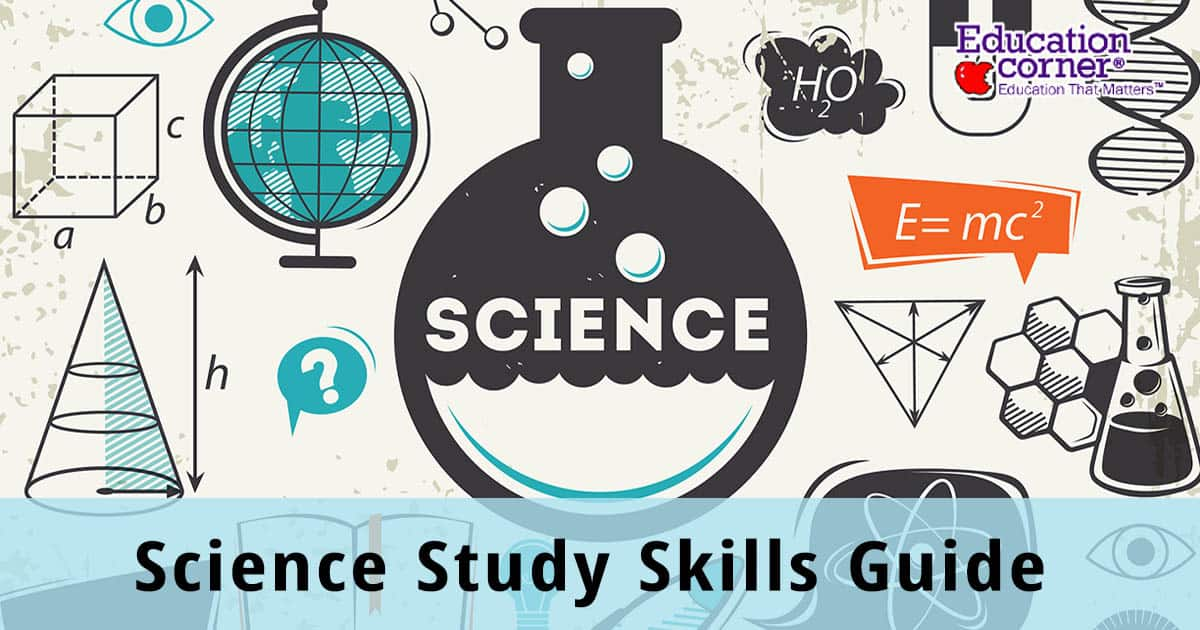 Education
corner®
Education That Matters™
HO
2 1
c
b
a
E= mc²
SCIENCE
h
?
Science Study Skills Guide